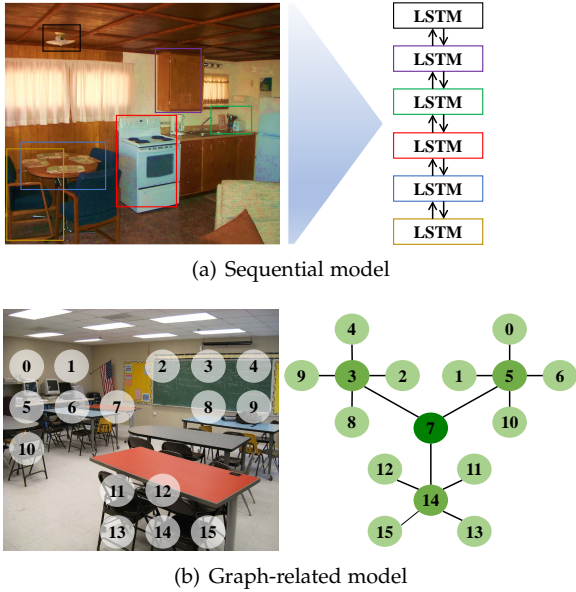 LSTM
LSTM
LSTM
LSTM
LSTM
LSTM
(a) Sequential model
0 1 2 3 4
5 6 7 8 9
10
11 12
13 14 15
4 0
9 3 2 1 5 6
8 10
7
12 11
14
15 13
(b) Graph-related model